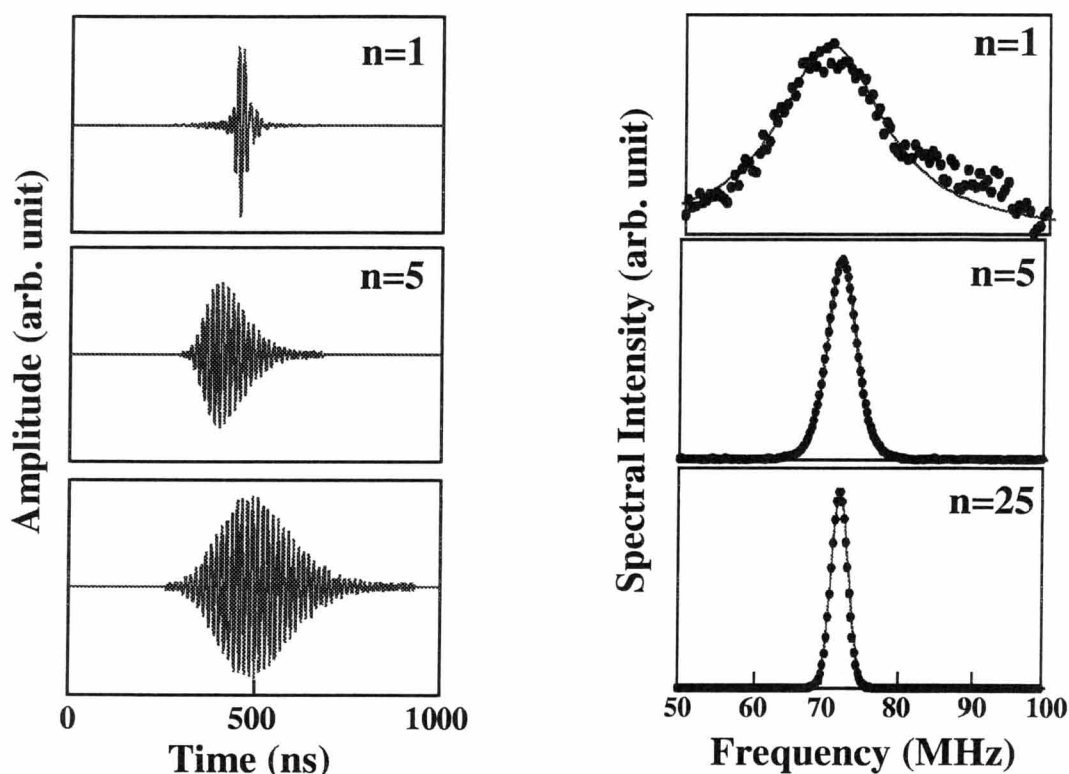 n=1
n=5
Amplitude (arb. unit)
0 500 1000
Time (ns)
n=1
n=5
n=25
Spectral Intensity (arb. unit)
50 60 70 80 90 100
Frequency (MHz)